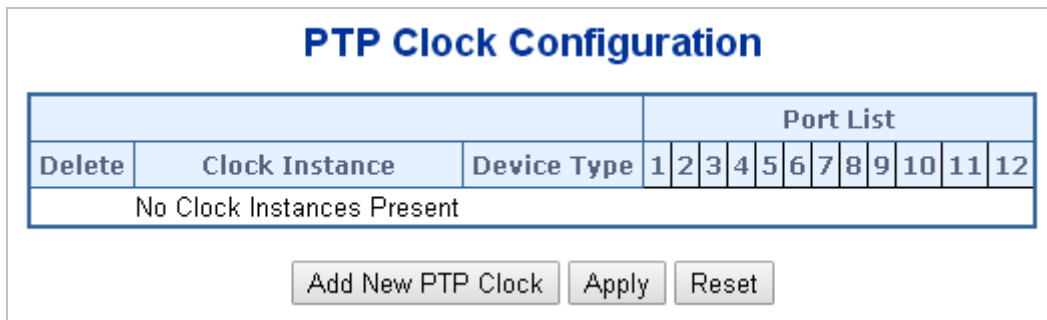 PTP Clock Configuration
Port List
Delete Clock Instance Device Type 1 2 3 4 5 6 7 8 9 10 11 12
No Clock Instances Present
Add New PTP Clock Apply Reset